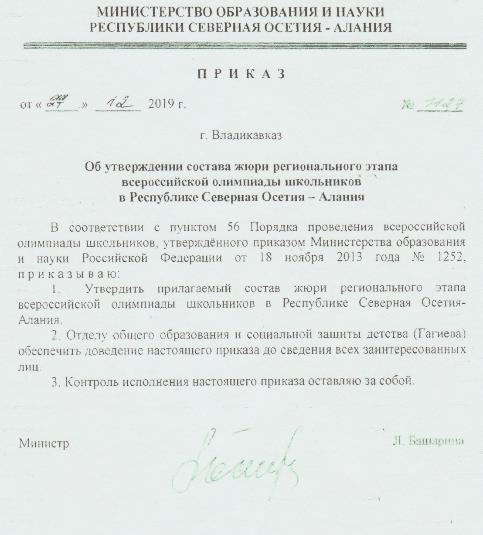 МИНИСТЕРСТВО ОБРАЗОВАНИЯ И НАУКИ
РЕСПУБЛИКИ СЕВЕРНАЯ ОСЕТИЯ - АЛАНИЯ
П Р И К А З
от « » 12 2019 г. № 1127
г. Владикавказ
Об утверждении состава жюри регионального этапа
всероссийской олимпиады школьников
в Республике Северная Осетия – Алания
В соответствии с пунктом 56 Порядка проведения всероссийской
олимпиады школьников, утверждённого приказом Министерства образования
и науки Российской Федерации от 18 ноября 2013 года № 1252,
п р и к а з ы в а ю:
1. Утвердить прилагаемый состав жюри регионального этапа
всероссийской олимпиады школьников в Республике Северная Осетия-
Алания.
2. Отделу общего образования и социальной защиты детства (Гагиева)
обеспечить доведение настоящего приказа до сведения всех заинтересованных
лиц.
3. Контроль исполнения настоящего приказа оставляю за собой.
Министр Л. Башарина